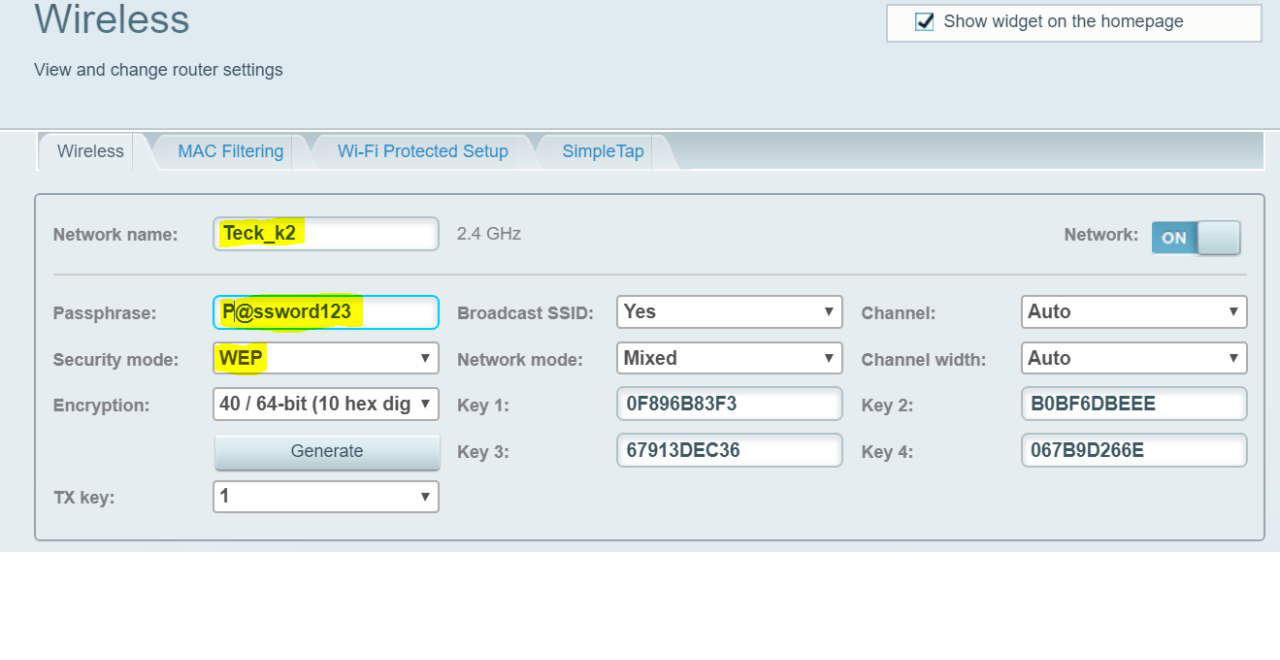 Wireless
Show widget on the homepage
View and change router settings
Wireless MAC Filtering Wi-Fi Protected Setup SimpleTap
Network name: Teck_k2 2.4 GHz Network: ON
Passphrase: P@ssword123 Broadcast SSID: Yes Channel: Auto
Security mode: WEP Network mode: Mixed Channel width: Auto
Encryption: 40 / 64-bit (10 hex dig Key 1: 0F896B83F3 Key 2: B0BF6DBEEE
Generate Key 3: 67913DEC36 Key 4: 067B9D266E
TX key: 1